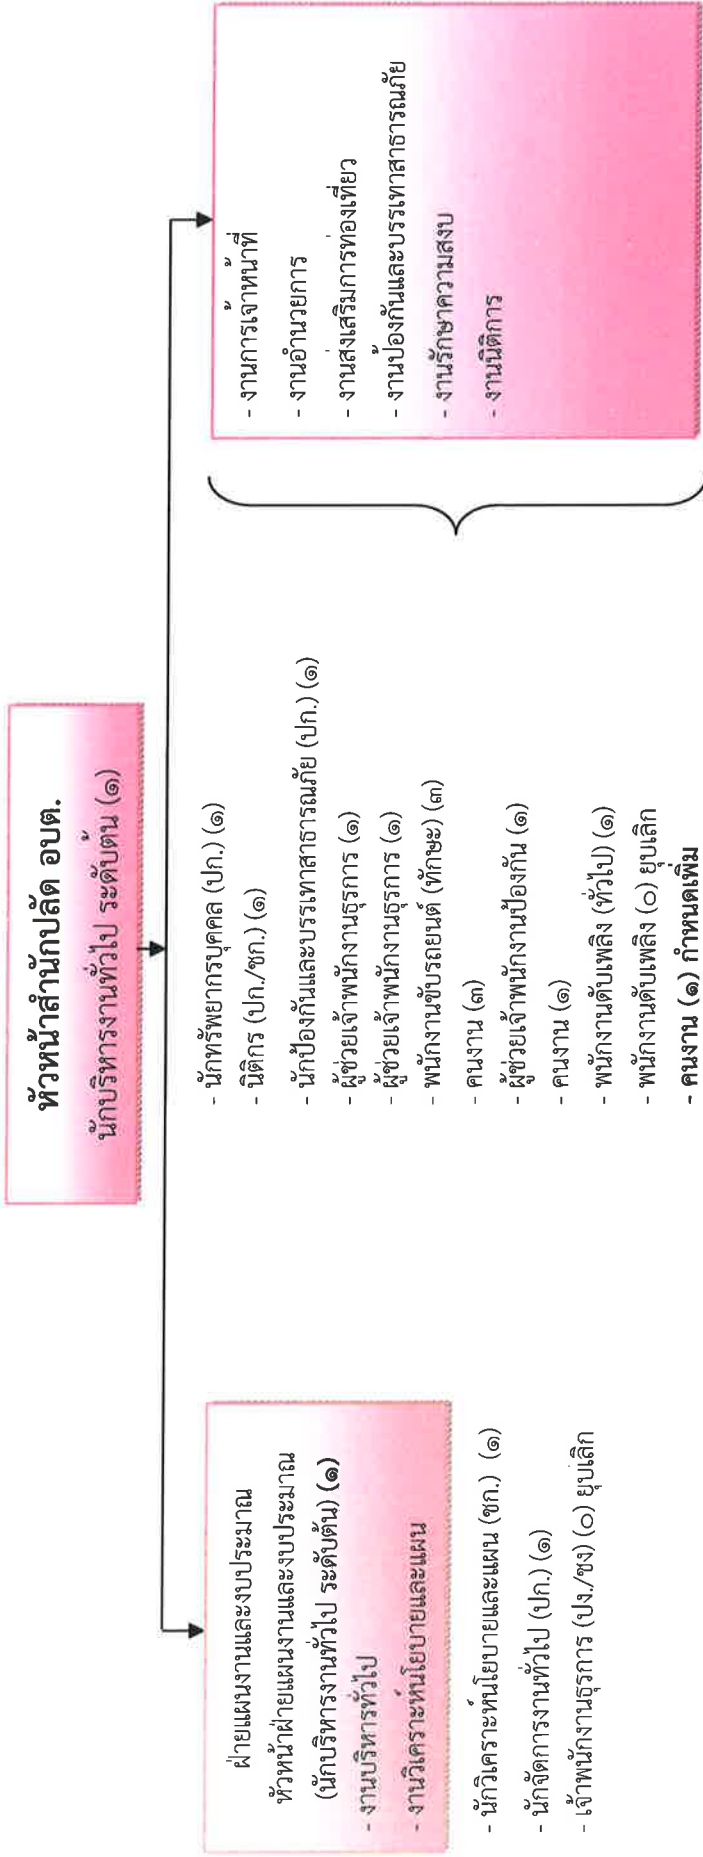 หัวหน้าสำนักปลัด อบต.
นักบริหารงานทั่วไป ระดับต้น (๑)
ฝ่ายแผนงานและงบประมาณ
หัวหน้าฝ่ายแผนงานและงบประมาณ
(นักบริหารงานทั่วไป ระดับต้น) (๑)
- งานบริหารทั่วไป
- งานวิเคราะห์นโยบายและแผน
- นักวิเคราะห์นโยบายและแผน (ชก.) (๑)
- นักจัดการงานทั่วไป (ปก.) (๑)
- เจ้าพนักงานธุรการ (ปง./ชง) (๐) ยุบเลิก
- นักทรัพยากรบุคคล (ปก.) (๑)
- นิติกร (ปก./ชก.) (๑)
- นักป้องกันและบรรเทาสาธารณภัย (ปก.) (๑)
- ผู้ช่วยเจ้าพนักงานธุรการ (๑)
- ผู้ช่วยเจ้าพนักงานธุรการ (๑)
- พนักงานขับรถยนต์ (ทักษะ) (๓)
- คนงาน (๓)
- ผู้ช่วยเจ้าพนักงานป้องกัน (๑)
- คนงาน (๑)
- พนักงานดับเพลิง (ทั่วไป) (๑)
- พนักงานดับเพลิง (๐) ยุบเลิก
- คนงาน (๑) กำหนดเพิ่ม
- งานการเจ้าหน้าที่
- งานอำนวยการ
- งานส่งเสริมการท่องเที่ยว
- งานป้องกันและบรรเทาสาธารณภัย
- งานรักษาความสงบ
- งานนิติการ